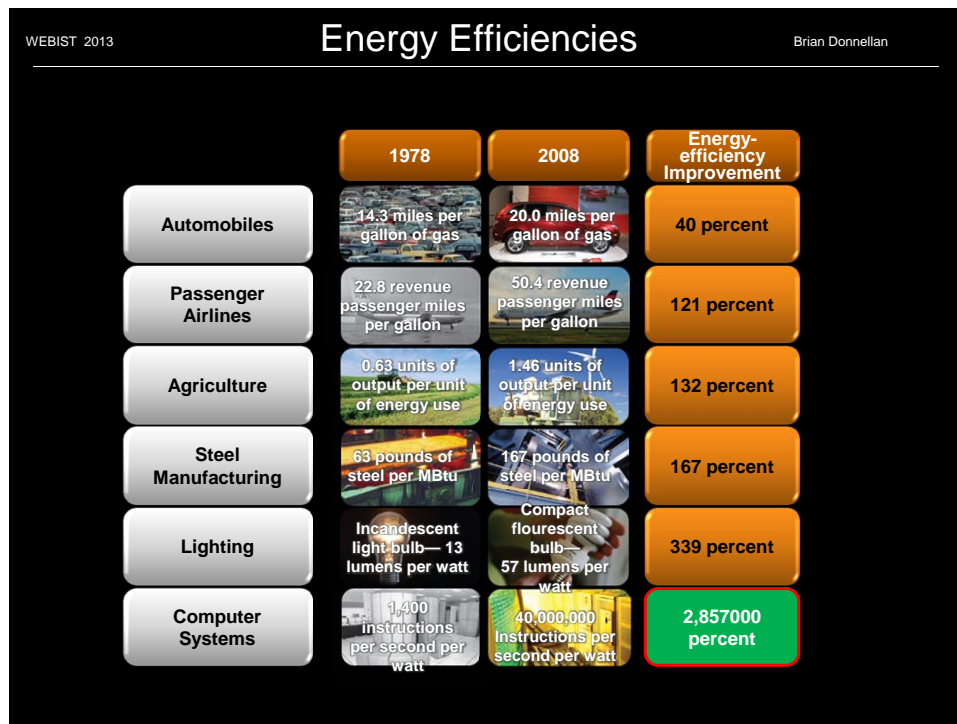 WEBIST 2013
Energy Efficiencies
Brian Donnellan
1978
2008
Energy-
efficiency
Improvement
Automobiles
14.3 miles per
gallon of gas
20.0 miles per
gallon of gas
40 percent
Passenger
Airlines
22.8 revenue
passenger miles
per gallon
50.4 revenue
passenger miles
per gallon
121 percent
Agriculture
0.63 units of
output per unit
of energy use
1.46 units of
output per unit
of energy use
132 percent
Steel
Manufacturing
63 pounds of
steel per MBtu
167 pounds of
steel per MBtu
167 percent
Lighting
Incandescent
light bulb— 13
lumens per watt
Compact
flourescent
bulb—
57 lumens per
watt
339 percent
Computer
Systems
1,400
instructions
per second per
watt
40,000,000
Instructions per
second per watt
2,857000
percent